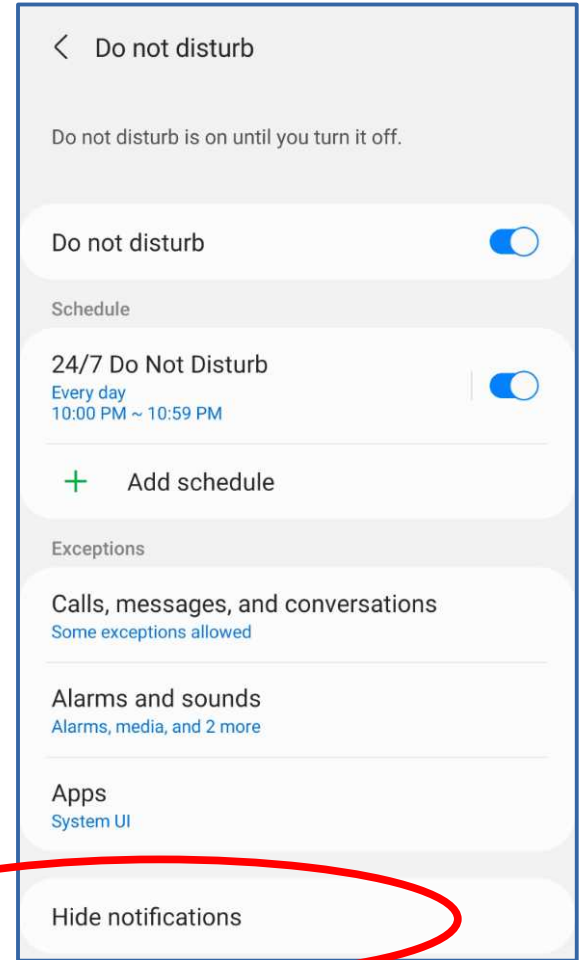 Do not disturb
Do not disturb is on until you turn it off.
Do not disturb
Schedule
24/7 Do Not Disturb
Every day
10:00 PM ~ 10:59 PM
+ Add schedule
Exceptions
Calls, messages, and conversations
Some exceptions allowed
Alarms and sounds
Alarms, media, and 2 more
Apps
System UI
Hide notifications